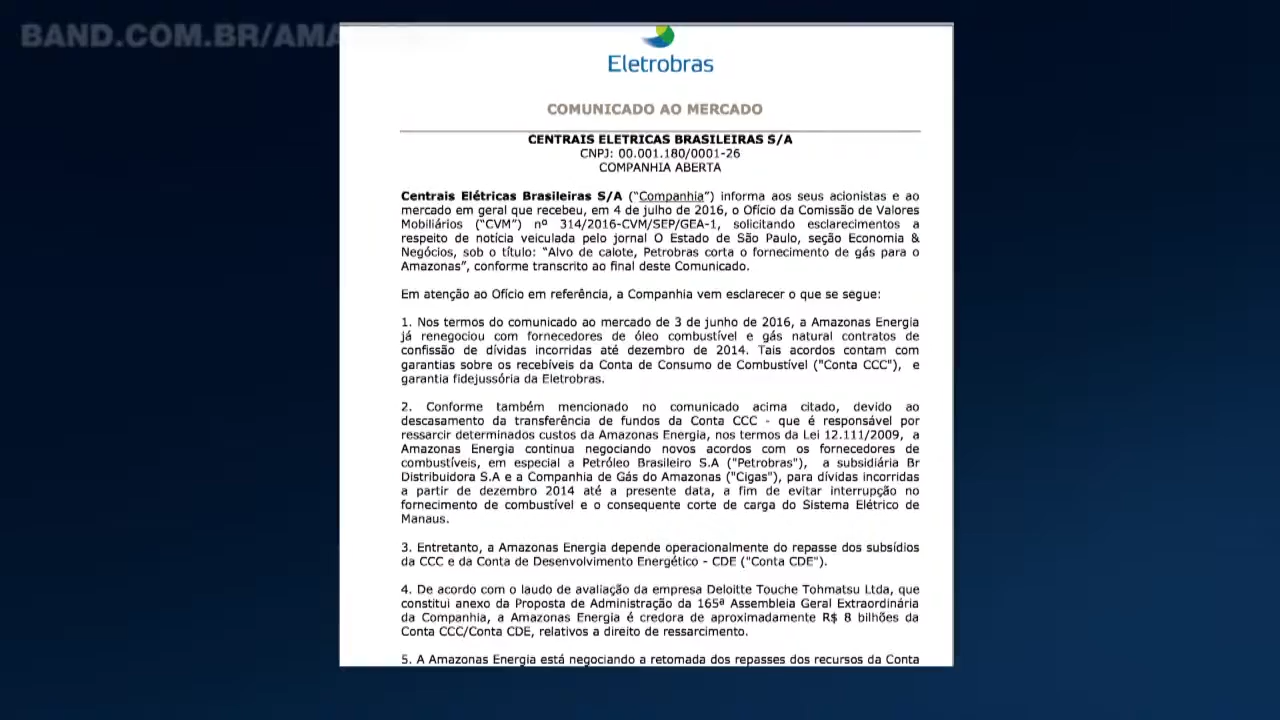 BAND.COM.BR/AMA
Eletrobras
COMUNICADO AO MERCADO
CENTRAIS ELETRICAS BRASILEIRAS S/A
CNPJ: 00.001.180/0001-26
COMPANHIA ABERTA
Centrais Elétricas Brasileiras S/A (“Companhia”) informa aos seus acionistas e ao
mercado em geral que recebeu, em 4 de julho de 2016, o Ofício da Comissão de Valores
Mobiliários (“CVM”) nº 314/2016-CVM/SEP/GEA-1, solicitando esclarecimentos a
respeito de notícia veiculada pelo jornal O Estado de São Paulo, seção Economia &
Negócios, sob o título: “Alvo de calote, Petrobras corta o fornecimento de gás para o
Amazonas”, conforme transcrito ao final deste Comunicado.
Em atenção ao Ofício em referência, a Companhia vem esclarecer o que se segue:
1. Nos termos do comunicado ao mercado de 3 de junho de 2016, a Amazonas Energia
já renegociou com fornecedores de óleo combustível e gás natural contratos de
confissão de dívidas incorridas até dezembro de 2014. Tais acordos contam com
garantias sobre os recebíveis da Conta de Consumo de Combustível ("Conta CCC"), e
garantia fidejussória da Eletrobras.
2. Conforme também mencionado no comunicado acima citado, devido ao
descasamento da transferência de fundos da Conta CCC - que é responsável por
ressarcir determinados custos da Amazonas Energia, nos termos da Lei 12.111/2009, a
Amazonas Energia continua negociando novos acordos com os fornecedores de
combustíveis, em especial a Petróleo Brasileiro S.A ("Petrobras"), a subsidiária Br
Distribuidora S.A e a Companhia de Gás do Amazonas ("Cigas"), para dívidas incorridas
a partir de dezembro 2014 até a presente data, a fim de evitar interrupção no
fornecimento de combustível e o consequente corte de carga do Sistema Elétrico de
Manaus.
3. Entretanto, a Amazonas Energia depende operacionalmente do repasse dos subsídios
da CCC e da Conta de Desenvolvimento Energético - CDE ("Conta CDE").
4. De acordo com o laudo de avaliação da empresa Deloitte Touche Tohmatsu Ltda, que
constitui anexo da Proposta de Administração da 165ª Assembleia Geral Extraordinária
da Companhia, a Amazonas Energia é credora de aproximadamente R$ 8 bilhões da
Conta CCC/Conta CDE, relativos a direito de ressarcimento.
5. A Amazonas Energia está negociando a retomada dos repasses dos recursos da Conta